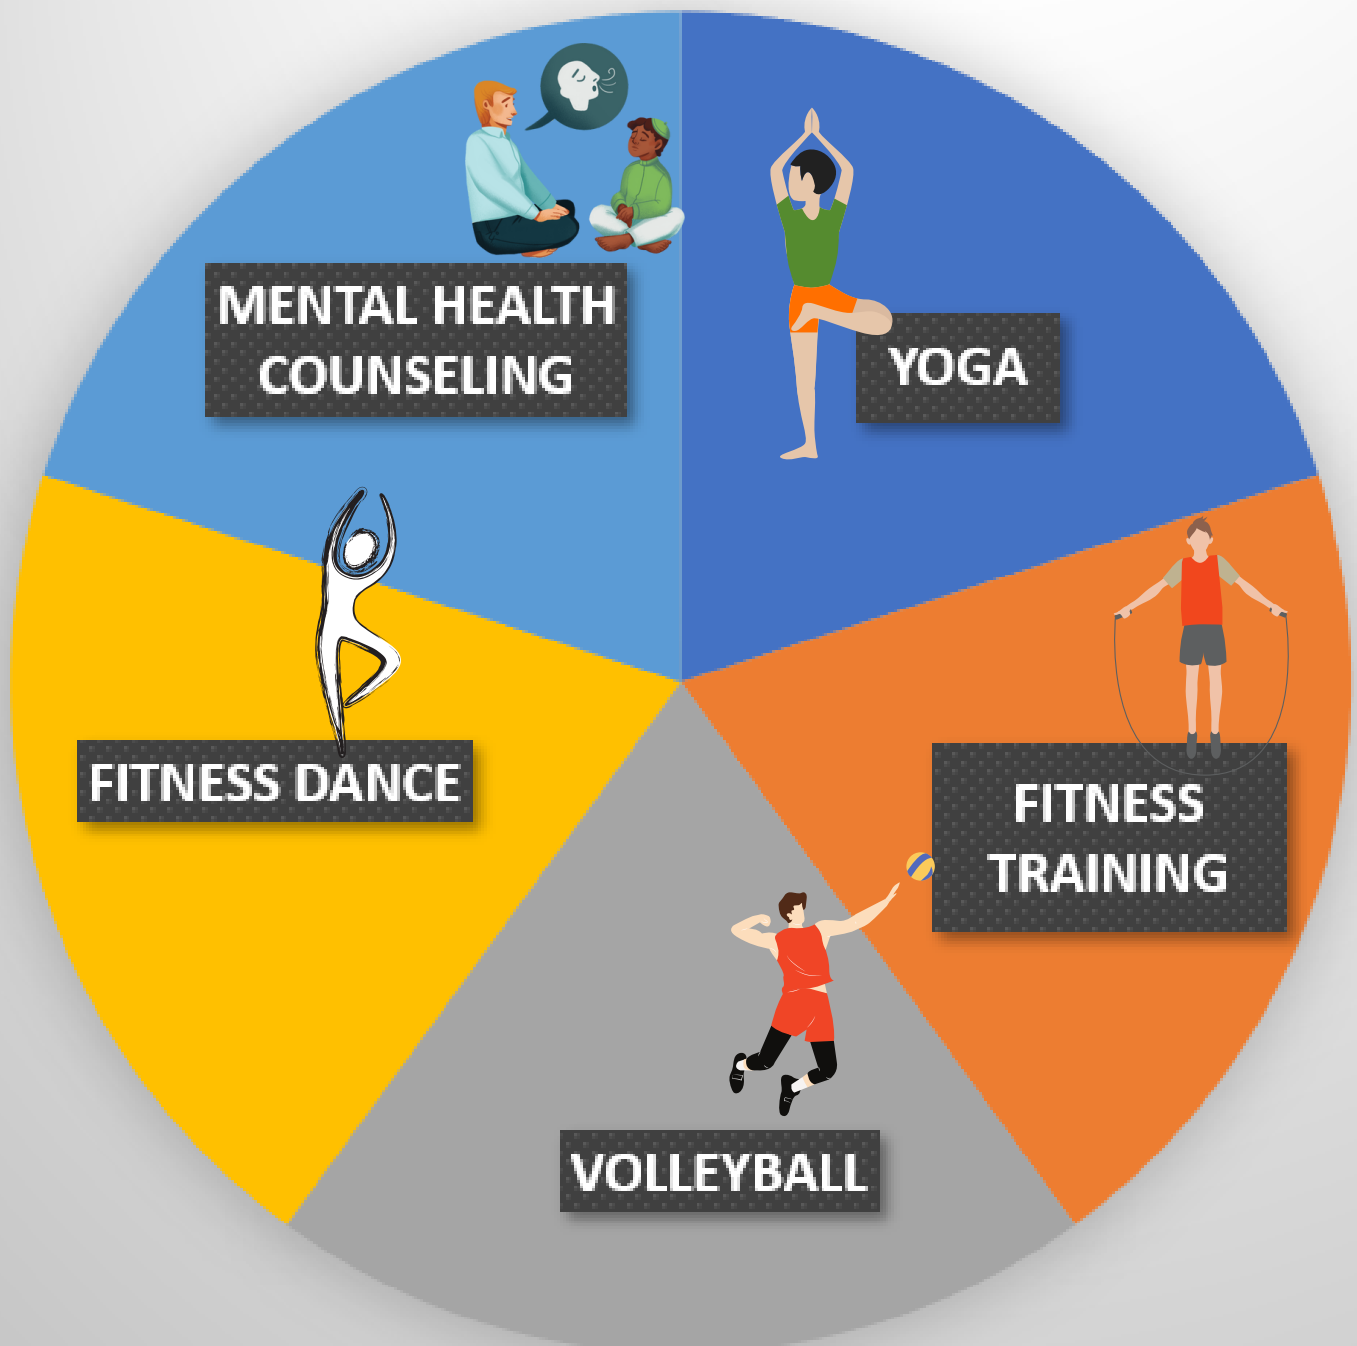 MENTAL HEALTH
COUNSELING
YOGA
FITNESS DANCE
FITNESS
TRAINING
VOLLEYBALL